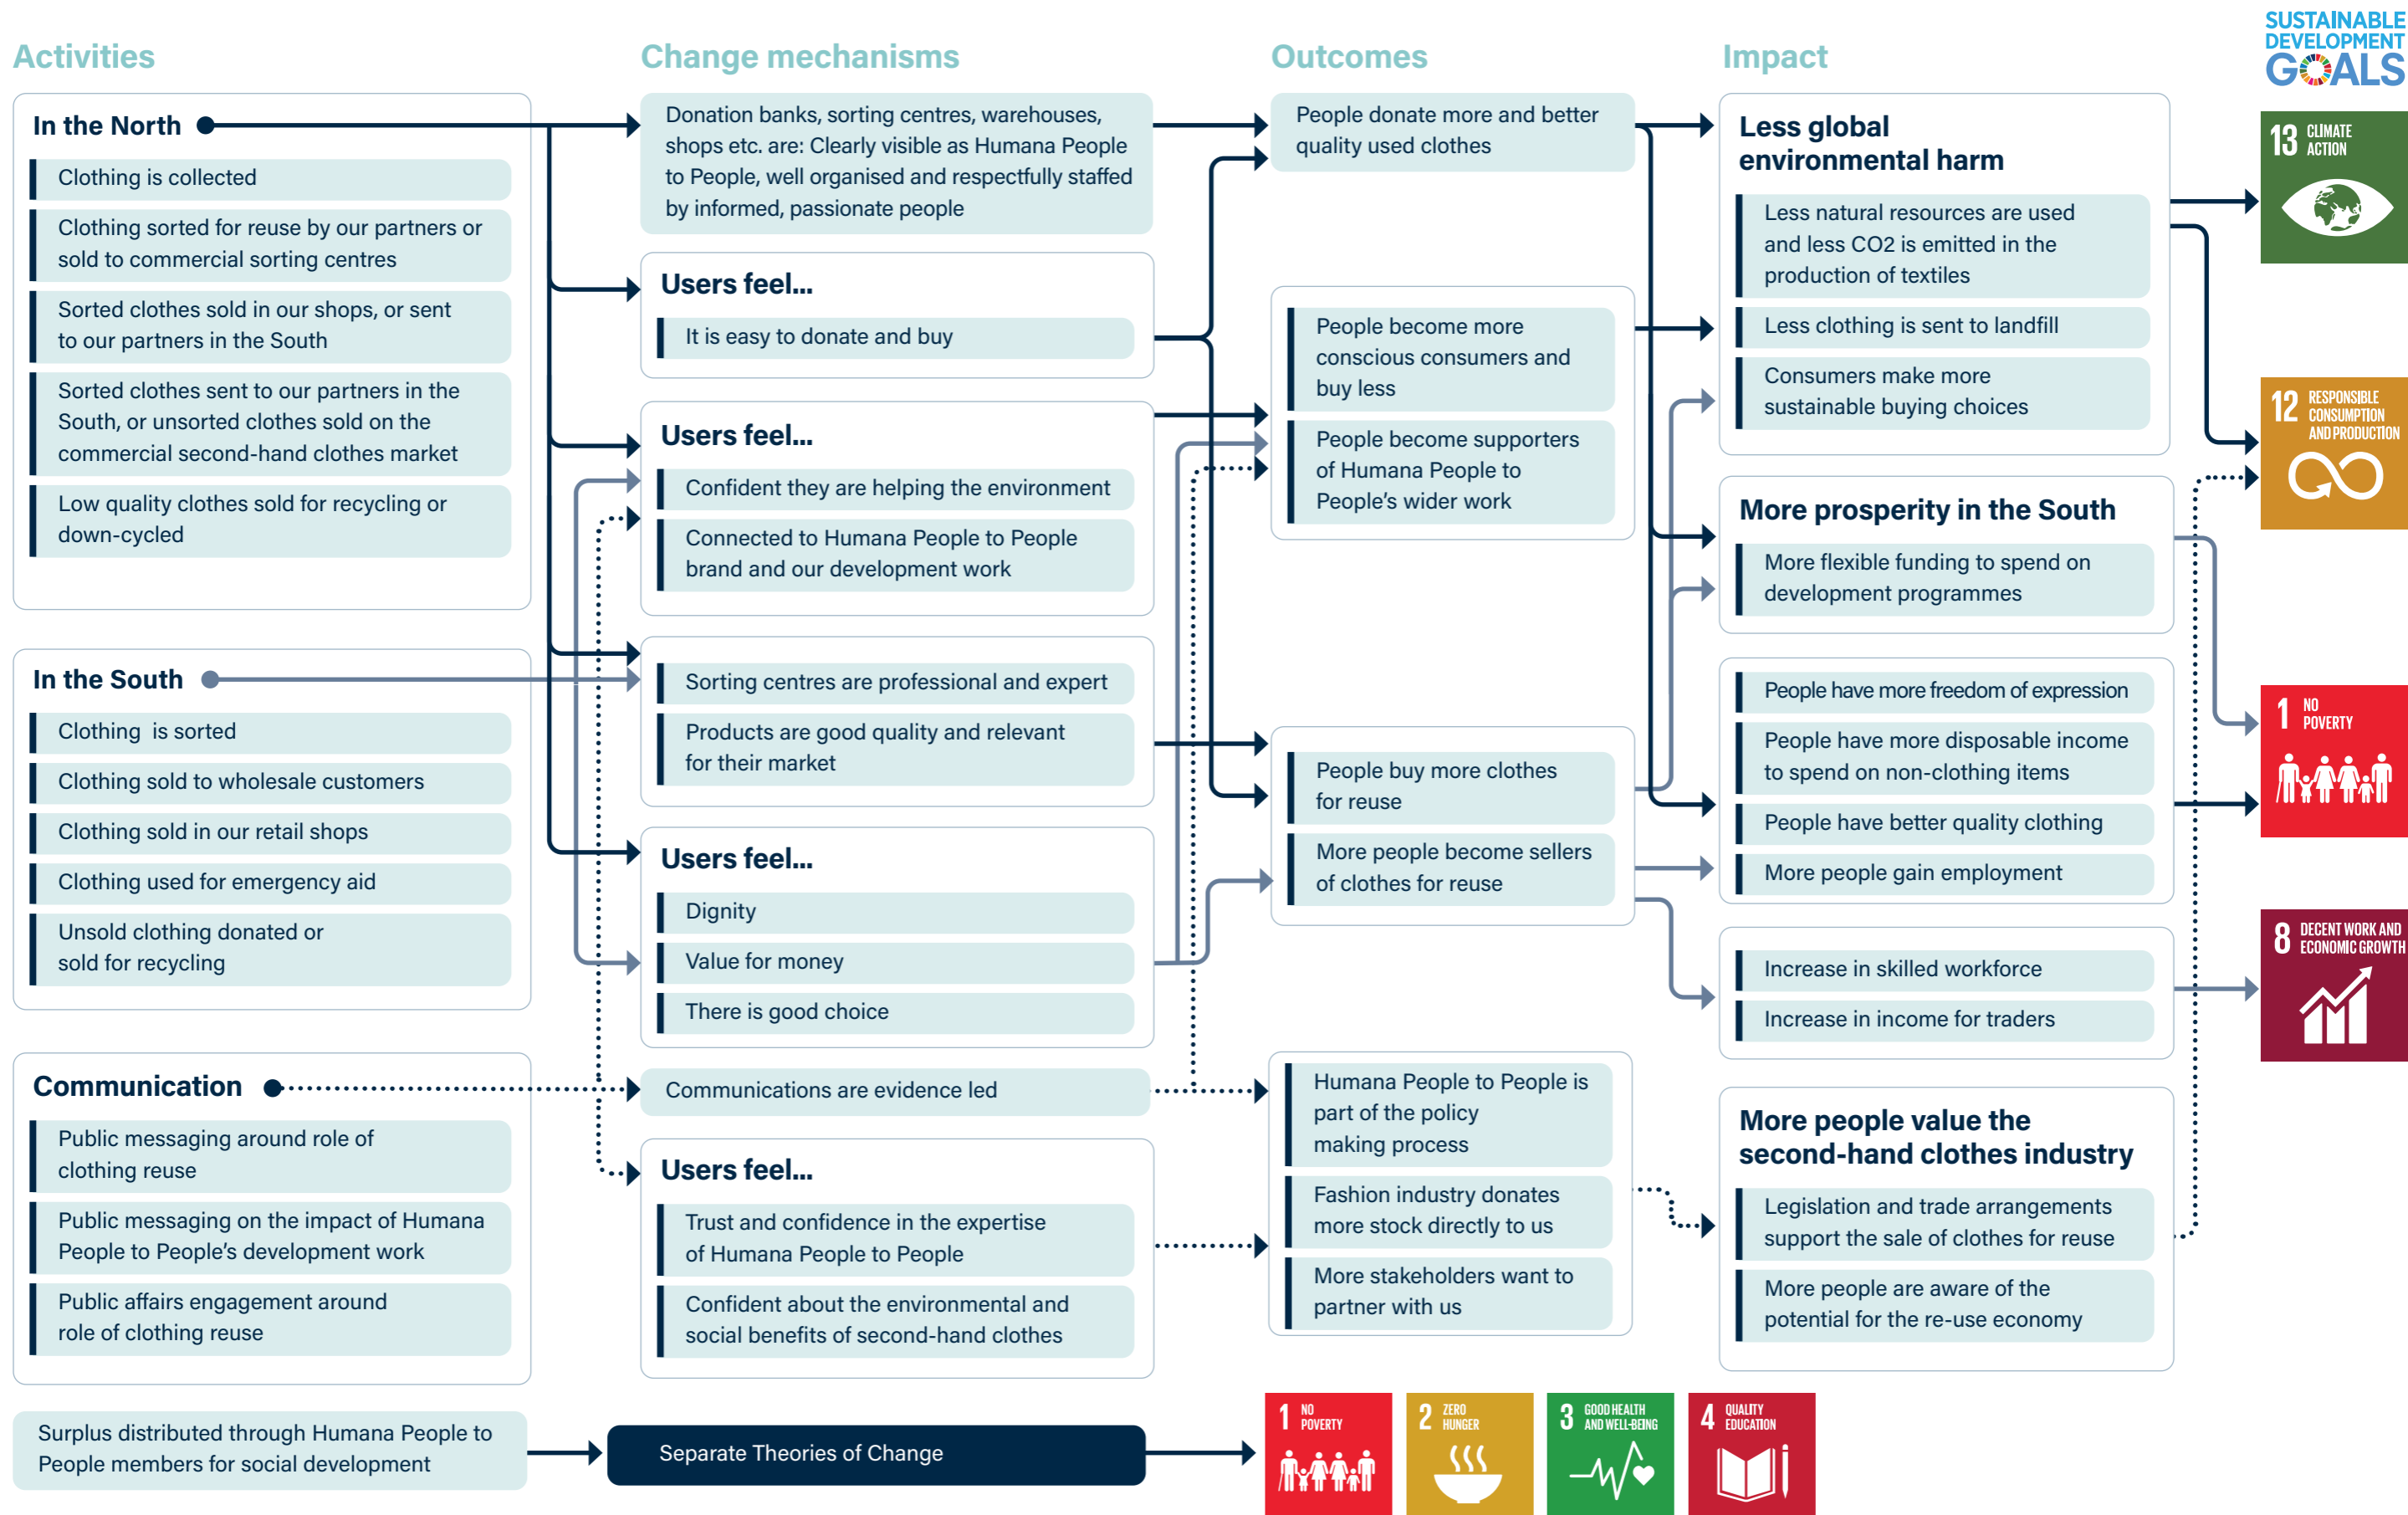 Activities
In the North
Clothing is collected
Clothing sorted for reuse by our partners or
sold to commercial sorting centres
Sorted clothes sold in our shops, or sent
to our partners in the South
Sorted clothes sent to our partners in the
South, or unsorted clothes sold on the
commercial second-hand clothes market
Low quality clothes sold for recycling or
down-cycled
In the South
Clothing  is sorted
Clothing sold to wholesale customers
Clothing sold in our retail shops
Clothing used for emergency aid
Unsold clothing donated or
sold for recycling
Communication
Public messaging around role of
clothing reuse
Public messaging on the impact of Humana
People to People’s development work
Public affairs engagement around
role of clothing reuse
Surplus distributed through Humana People to
People members for social development
Change mechanisms
Donation banks, sorting centres, warehouses,
shops etc. are: Clearly visible as Humana People
to People, well organised and respectfully staffed
by informed, passionate people
Users feel...
It is easy to donate and buy
Users feel...
Confident they are helping the environment
Connected to Humana People to People
brand and our development work
Sorting centres are professional and expert
Products are good quality and relevant
for their market
Users feel...
Dignity
Value for money
There is good choice
Communications are evidence led
Users feel...
Trust and confidence in the expertise
of Humana People to People
Confident about the environmental and
social benefits of second-hand clothes
Separate Theories of Change
Outcomes
People donate more and better
quality used clothes
People become more
conscious consumers and
buy less
People become supporters
of Humana People to
People’s wider work
People buy more clothes
for reuse
More people become sellers
of clothes for reuse
Humana People to People is
part of the policy
making process
Fashion industry donates
more stock directly to us
More stakeholders want to
partner with us
Impact
Less global
environmental harm
Less natural resources are used
and less CO2 is emitted in the
production of textiles
Less clothing is sent to landfill
Consumers make more
sustainable buying choices
More prosperity in the South
More flexible funding to spend on
development programmes
People have more freedom of expression
People have more disposable income
to spend on non-clothing items
People have better quality clothing
More people gain employment
Increase in skilled workforce
Increase in income for traders
More people value the
second-hand clothes industry
Legislation and trade arrangements
support the sale of clothes for reuse
More people are aware of the
potential for the re-use economy
SUSTAINABLE
DEVELOPMENT
GOALS
13 CLIMATE
ACTION
12 RESPONSIBLE
CONSUMPTION
AND PRODUCTION
1 NO
POVERTY
8 DECENT WORK AND
ECONOMIC GROWTH
1 NO
POVERTY
2 ZERO
HUNGER
3 GOOD HEALTH
AND WELL-BEING
4 QUALITY
EDUCATION